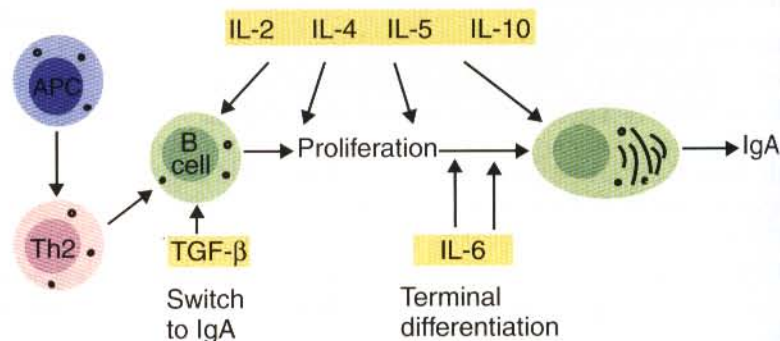 IL-2 IL-4 IL-5 IL-10
APC
B
cell
Proliferation
IgA
Th2
TGF-β
IL-6
Switch
to IgA
Terminal
differentiation